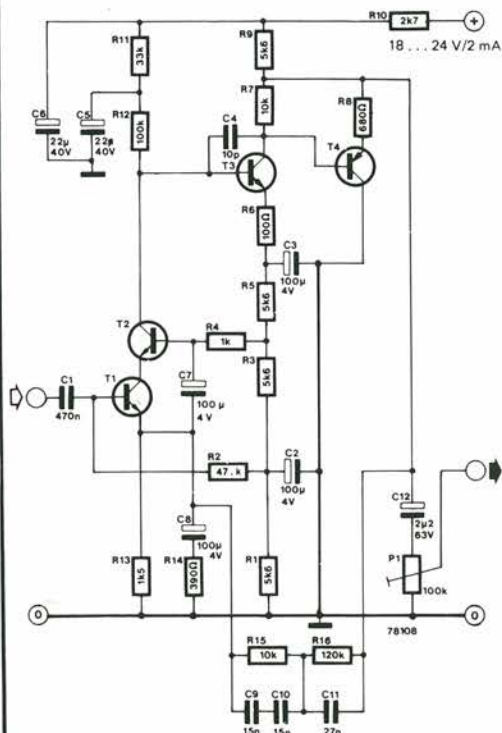 R10
2k7
+
18 ... 24 V/2 mA
R11
33k
R9
5k6
C6
22µ
40V
C5
22µ
40V
R12
100k
R7
10k
R8
680Ω
C4
10p
T3
T4
R6
100Ω
C3
100µ
4V
R5
5k6
T2
R4
1k
R3
5k6
T1
C1
470n
C7
100 µ
4 V
R2
47.k
C2
100µ
4V
C8
100µ
4V
R13
1k5
R14
390Ω
R1
5k6
C12
2µ2
63V
P1
100k
0
0
78108
R15
10k
R16
120k
C9
15n
C10
15n
C11
27n